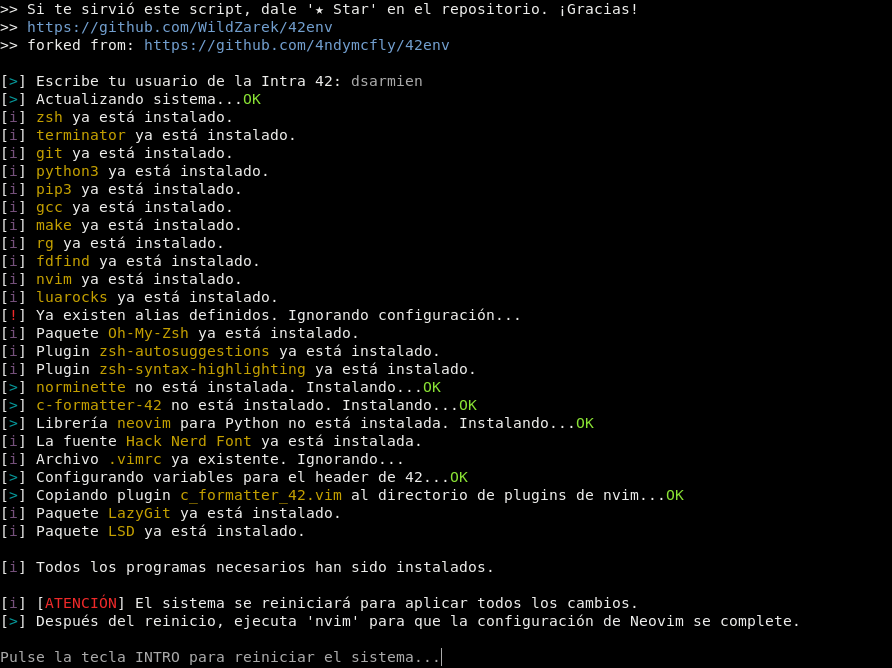 >> Si te sirvió este script, dale '★ Star' en el repositorio. ¡Gracias!
>> https://github.com/WildZarek/42env
>> forked from: https://github.com/4ndymcfly/42env
[>] Escribe tu usuario de la Intra 42: dsarmien
[>] Actualizando sistema...OK
[i] zsh ya está instalado.
[i] terminator ya está instalado.
[i] git ya está instalado.
[i] python3 ya está instalado.
[i] pip3 ya está instalado.
[i] gcc ya está instalado.
[i] make ya está instalado.
[i] rg ya está instalado.
[i] fdfind ya está instalado.
[i] nvim ya está instalado.
[i] luarocks ya está instalado.
[!] Ya existen alias definidos. Ignorando configuración...
[i] Paquete Oh-My-Zsh ya está instalado.
[i] Plugin zsh-autosuggestions ya está instalado.
[i] Plugin zsh-syntax-highlighting ya está instalado.
[>] norminette no está instalada. Instalando...OK
[>] c-formatter-42 no está instalado. Instalando...OK
[>] Librería neovim para Python no está instalada. Instalando...OK
[i] La fuente Hack Nerd Font ya está instalada.
[i] Archivo .vimrc ya existente. Ignorando...
[>] Configurando variables para el header de 42...OK
[>] Copiando plugin c_formatter_42.vim al directorio de plugins de nvim...OK
[i] Paquete LazyGit ya está instalado.
[i] Paquete LSD ya está instalado.
[i] Todos los programas necesarios han sido instalados.
[i] [ATENCIÓN] El sistema se reiniciará para aplicar todos los cambios.
[>] Después del reinicio, ejecuta 'nvim' para que la configuración de Neovim se complete.
Pulse la tecla INTRO para reiniciar el sistema...